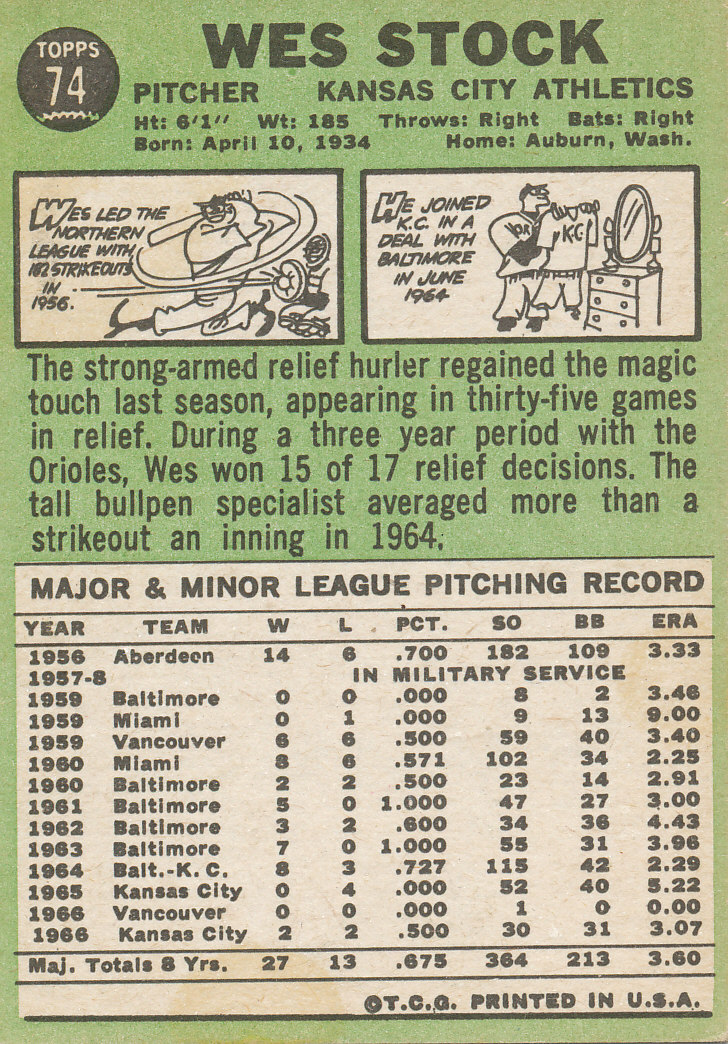 TOPPS
74
WES STOCK
PITCHER KANSAS CITY ATHLETICS
Ht: 6'1" Wt: 185 Throws: Right Bats: Right
Born: April 10, 1934 Home: Auburn, Wash.
WES LED THE
NORTHERN
LEAGUE WITH
182 STRIKEOUTS
IN
1956.
HE JOINED
K.C. IN A
DEAL WITH
BALTIMORE
IN JUNE
1964
K.C.
The strong-armed relief hurler regained the magic
touch last season, appearing in thirty-five games
in relief. During a three year period with the
Orioles, Wes won 15 of 17 relief decisions. The
tall bullpen specialist averaged more than a
strikeout an inning in 1964.
MAJOR & MINOR LEAGUE PITCHING RECORD
YEAR TEAM W L PCT. SO BB ERA
1956 Aberdeen 14 6 .700 182 109 3.33
1957-8 IN MILITARY SERVICE
1959 Baltimore 0 0 .000 8 2 3.46
1959 Miami 0 1 .000 9 13 9.00
1959 Vancouver 6 6 .500 59 40 3.40
1960 Miami 8 6 .571 102 34 2.25
1960 Baltimore 2 2 .500 23 14 2.91
1961 Baltimore 5 0 1.000 47 27 3.00
1962 Baltimore 3 2 .600 34 36 4.43
1963 Baltimore 7 0 1.000 55 31 3.96
1964 Balt.-K. C. 8 3 .727 115 42 2.29
1965 Kansas City 0 4 .000 52 40 5.22
1966 Vancouver 0 0 .000 1 0 0.00
1966 Kansas City 2 2 .500 30 31 3.07
Maj. Totals 8 Yrs. 27 13 .675 364 213 3.60
©T.C.G. PRINTED IN U.S.A.